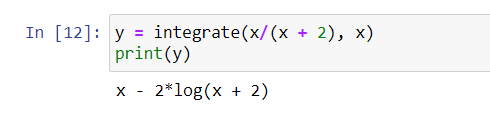 In [12]: y = integrate(x/(x + 2), x)
print(y)
x - 2*log(x + 2)